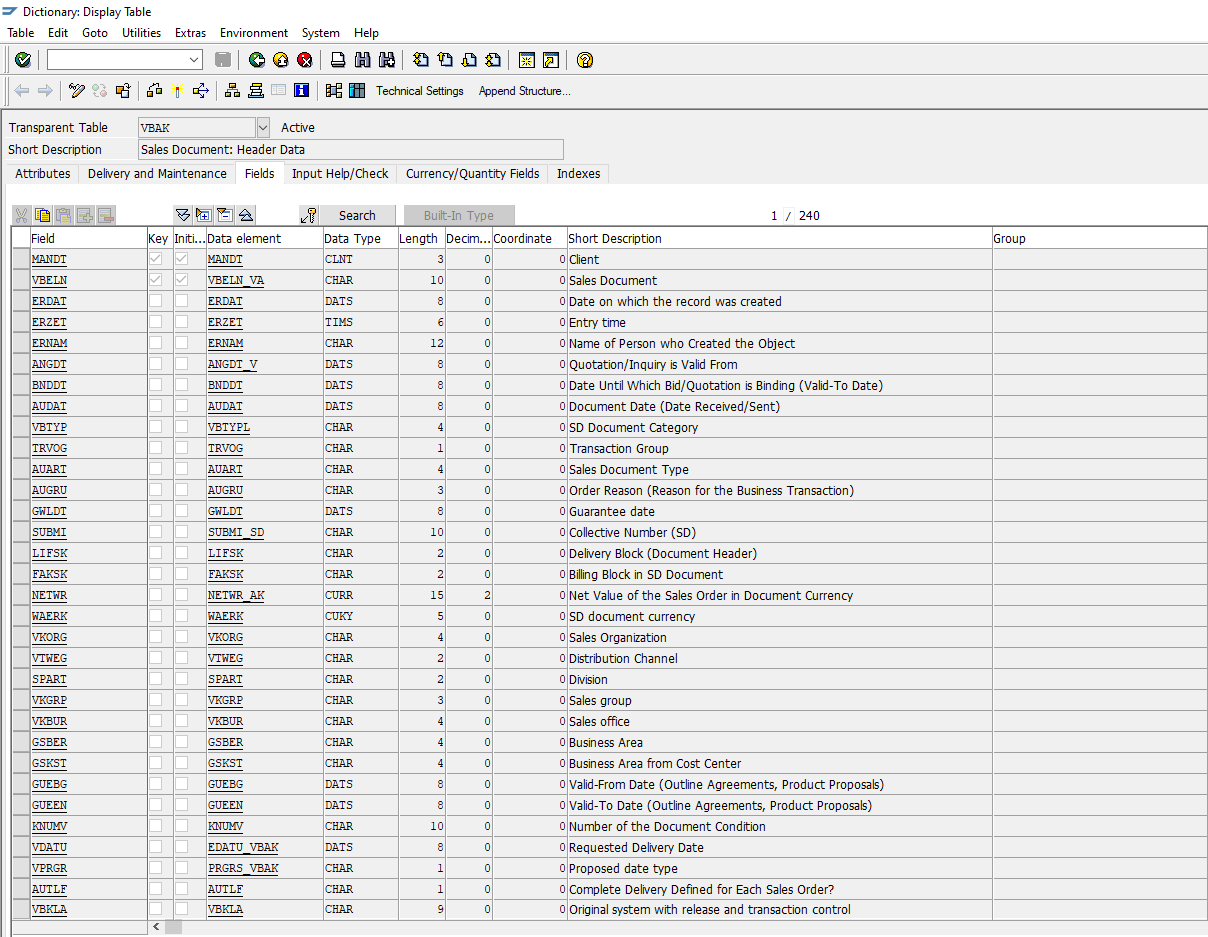 Dictionary: Display Table
Table Edit Goto Utilities Extras Environment System Help
Technical Settings Append Structure...
Transparent Table VBAK Active
Short Description Sales Document: Header Data
Attributes Delivery and Maintenance Fields Input Help/Check Currency/Quantity Fields Indexes
Search Built-In Type 1 / 240
Field Key Initi... Data element Data Type Length Decim... Coordinate Short Description Group
MANDT MANDT CLNT 3 0 0 Client
VBELN VBELN_VA CHAR 10 0 0 Sales Document
ERDAT ERDAT DATS 8 0 0 Date on which the record was created
ERZET ERZET TIMS 6 0 0 Entry time
ERNAM ERNAM CHAR 12 0 0 Name of Person who Created the Object
ANGDT ANGDT_V DATS 8 0 0 Quotation/Inquiry is Valid From
BNDDT BNDDT DATS 8 0 0 Date Until Which Bid/Quotation is Binding (Valid-To Date)
AUDAT AUDAT DATS 8 0 0 Document Date (Date Received/Sent)
VBTYP VBTYPL CHAR 4 0 0 SD Document Category
TRVOG TRVOG CHAR 1 0 0 Transaction Group
AUART AUART CHAR 4 0 0 Sales Document Type
AUGRU AUGRU CHAR 3 0 0 Order Reason (Reason for the Business Transaction)
GWLDT GWLDT DATS 8 0 0 Guarantee date
SUBMI SUBMI_SD CHAR 10 0 0 Collective Number (SD)
LIFSK LIFSK CHAR 2 0 0 Delivery Block (Document Header)
FAKSK FAKSK CHAR 2 0 0 Billing Block in SD Document
NETWR NETWR_AK CURR 15 2 0 Net Value of the Sales Order in Document Currency
WAERK WAERK CUKY 5 0 0 SD document currency
VKORG VKORG CHAR 4 0 0 Sales Organization
VTWEG VTWEG CHAR 2 0 0 Distribution Channel
SPART SPART CHAR 2 0 0 Division
VKGRP VKGRP CHAR 3 0 0 Sales group
VKBUR VKBUR CHAR 4 0 0 Sales office
GSBER GSBER CHAR 4 0 0 Business Area
GSKST GSKST CHAR 4 0 0 Business Area from Cost Center
GUEBG GUEBG DATS 8 0 0 Valid-From Date (Outline Agreements, Product Proposals)
GUEEN GUEEN DATS 8 0 0 Valid-To Date (Outline Agreements, Product Proposals)
KNUMV KNUMV CHAR 10 0 0 Number of the Document Condition
VDATU EDATU_VBAK DATS 8 0 0 Requested Delivery Date
VPRGR PRGRS_VBAK CHAR 1 0 0 Proposed date type
AUTLF AUTLF CHAR 1 0 0 Complete Delivery Defined for Each Sales Order?
VBKLA VBKLA CHAR 9 0 0 Original system with release and transaction control